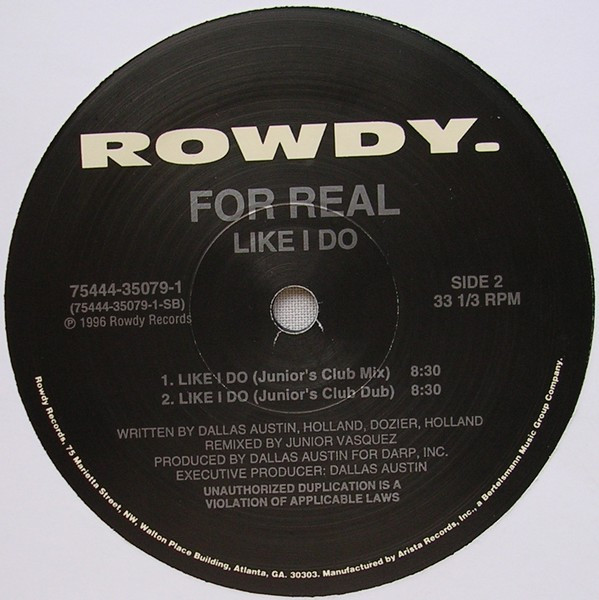 ROWDY.
FOR REAL
LIKE I DO
75444-35079-1
(75444-35079-1-SB)
℗ 1996 Rowdy Records
SIDE 2
33 1/3 RPM
1. LIKE I DO (Junior's Club Mix) 8:30
2. LIKE I DO (Junior's Club Dub) 8:30
WRITTEN BY DALLAS AUSTIN, HOLLAND, DOZIER, HOLLAND
REMIXED BY JUNIOR VASQUEZ
PRODUCED BY DALLAS AUSTIN FOR DARP, INC.
EXECUTIVE PRODUCER: DALLAS AUSTIN
UNAUTHORIZED DUPLICATION IS A
VIOLATION OF APPLICABLE LAWS
Rowdy Records, 75 Marietta Street, NW, Walton Place Building, Atlanta, GA. 30303. Manufactured by Arista Records, Inc., a Bertelsmann Music Group Company.